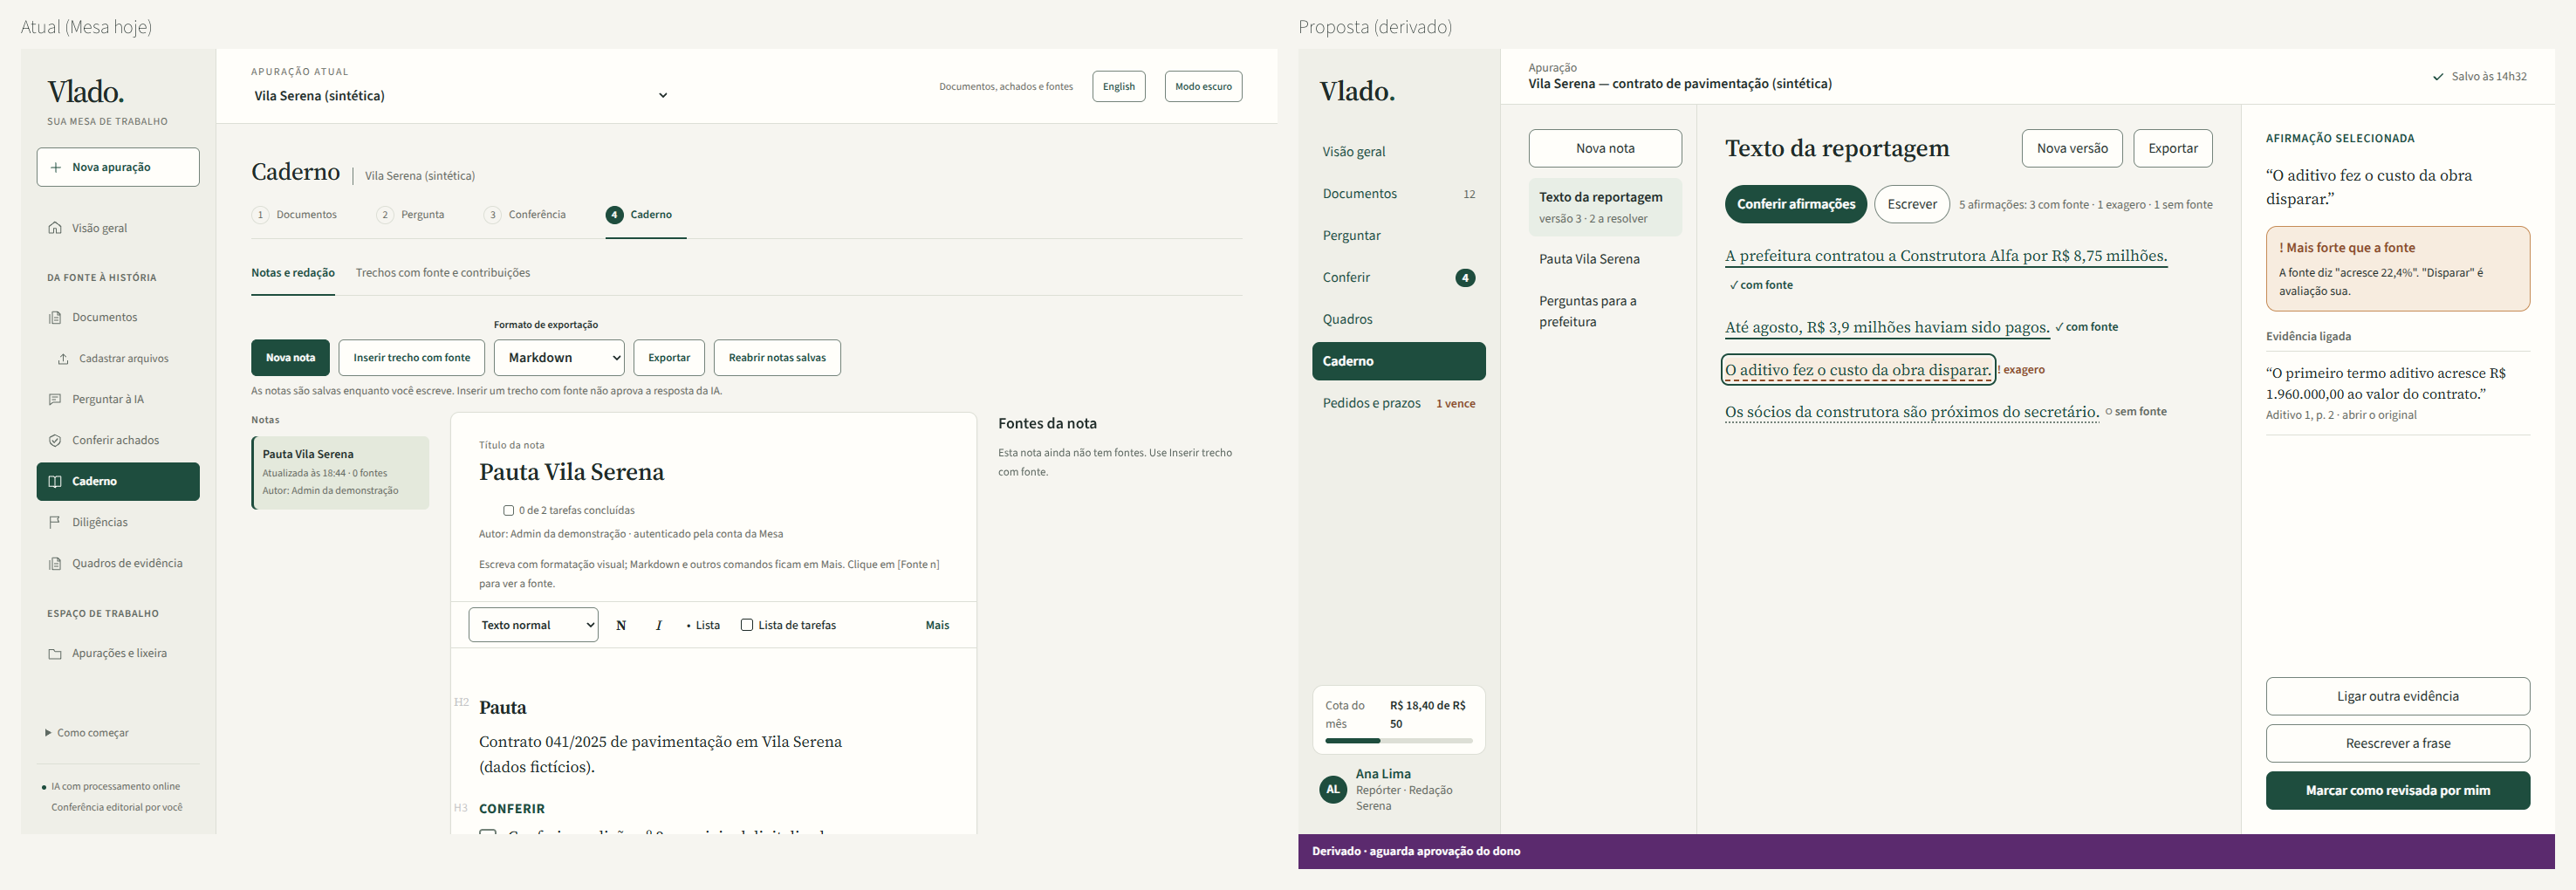 Atual (Mesa hoje)
Vlado.
SUA MESA DE TRABALHO
Nova apuração
Visão geral
DA FONTE À HISTÓRIA
Documentos
Cadastrar arquivos
Perguntar à IA
Conferir achados
Caderno
Diligências
Quadros de evidência
ESPAÇO DE TRABALHO
Apurações e lixeira
Como começar
IA com processamento online
Conferência editorial por você
APURAÇÃO ATUAL
Vila Serena (sintética)
Documentos, achados e fontes
English
Modo escuro
Caderno
Vila Serena (sintética)
1 Documentos
2 Pergunta
3 Conferência
4 Caderno
Notas e redação
Trechos com fonte e contribuições
Formato de exportação
Nova nota
Inserir trecho com fonte
Markdown
Exportar
Reabrir notas salvas
As notas são salvas enquanto você escreve. Inserir um trecho com fonte não aprova a resposta da IA.
Notas
Pauta Vila Serena
Atualizada às 18:44 · 0 fontes
Autor: Admin da demonstração
Título da nota
Pauta Vila Serena
0 de 2 tarefas concluídas
Autor: Admin da demonstração · autenticado pela conta da Mesa
Escreva com formatação visual; Markdown e outros comandos ficam em Mais. Clique em [Fonte n]
para ver a fonte.
Texto normal
N
I
• Lista
Lista de tarefas
Mais
H2 Pauta
Contrato 041/2025 de pavimentação em Vila Serena
(dados fictícios).
H3 CONFERIR
Fontes da nota
Esta nota ainda não tem fontes. Use Inserir trecho
com fonte.
Proposta (derivado)
Vlado.
Visão geral
Documentos 12
Perguntar
Conferir 4
Quadros
Caderno
Pedidos e prazos 1 vence
Cota do
mês
R$ 18,40 de R$
50
AL
Ana Lima
Repórter · Redação
Serena
Apuração
Vila Serena — contrato de pavimentação (sintética)
✓ Salvo às 14h32
Nova nota
Texto da reportagem
versão 3 · 2 a resolver
Pauta Vila Serena
Perguntas para a
prefeitura
Texto da reportagem
Nova versão
Exportar
Conferir afirmações
Escrever
5 afirmações: 3 com fonte · 1 exagero · 1 sem fonte
A prefeitura contratou a Construtora Alfa por R$ 8,75 milhões.
✓ com fonte
Até agosto, R$ 3,9 milhões haviam sido pagos. ✓ com fonte
O aditivo fez o custo da obra disparar. ! exagero
Os sócios da construtora são próximos do secretário. ○ sem fonte
AFIRMAÇÃO SELECIONADA
“O aditivo fez o custo da obra
disparar.”
! Mais forte que a fonte
A fonte diz "acresce 22,4%". "Disparar" é
avaliação sua.
Evidência ligada
“O primeiro termo aditivo acresce R$
1.960.000,00 ao valor do contrato.”
Aditivo 1, p. 2 · abrir o original
Ligar outra evidência
Reescrever a frase
Marcar como revisada por mim
Derivado · aguarda aprovação do dono